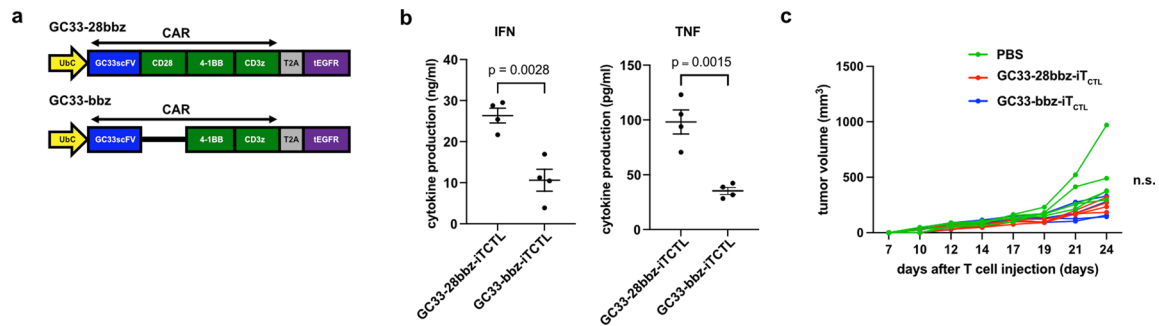 a
GC33-28bbz
CAR
UbC GC33scFV CD28 4-1BB CD3z T2A tEGFR
GC33-bbz
CAR
UbC GC33scFV 4-1BB CD3z T2A tEGFR
b
IFN
p = 0.0028
cytokine production (ng/ml)
40
30
20
10
0
GC33-28bbz-iTCTL
GC33-bbz-iTCTL
TNF
p = 0.0015
cytokine production (pg/ml)
150
100
50
0
GC33-28bbz-iTCTL
GC33-bbz-iTCTL
c
PBS
GC33-28bbz-iTCTL
GC33-bbz-iTCTL
tumor volume (mm3)
1500
1000
500
0
7 10 12 14 17 19 21 24
days after T cell injection (days)
n.s.